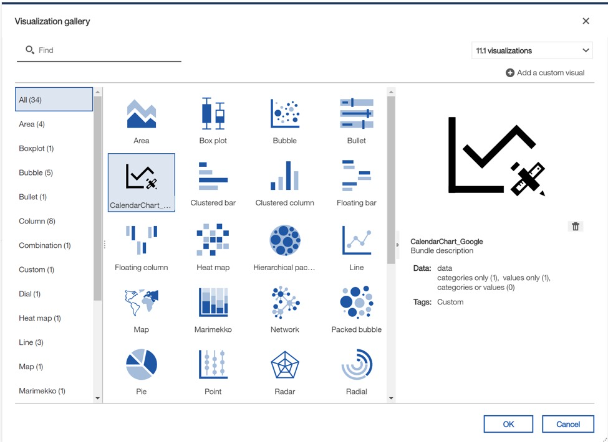 Visualization gallery
Find
11.1 visualizations
Add a custom visual
All (34)
Area (4)
Boxplot (1)
Bubble (5)
Bullet (1)
Column (8)
Combination (1)
Custom (1)
Dial (1)
Heat map (1)
Line (3)
Map (1)
Marimekko (1)
Area
Box plot
Bubble
Bullet
CalendarChart_...
Clustered bar
Clustered column
Floating bar
Floating column
Heat map
Hierarchical pac...
Line
Map
Marimekko
Network
Packed bubble
Pie
Point
Radar
Radial
CalendarChart_Google
Bundle description
Data: data
categories only (1), values only (1),
categories or values (0)
Tags: Custom
OK
Cancel